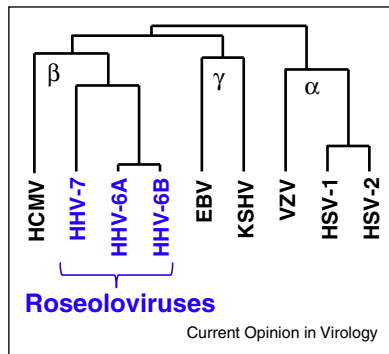 β
γ
α
HCMV
HHV-7
HHV-6A
HHV-6B
EBV
KSHV
VZV
HSV-1
HSV-2
Roseoloviruses
Current Opinion in Virology